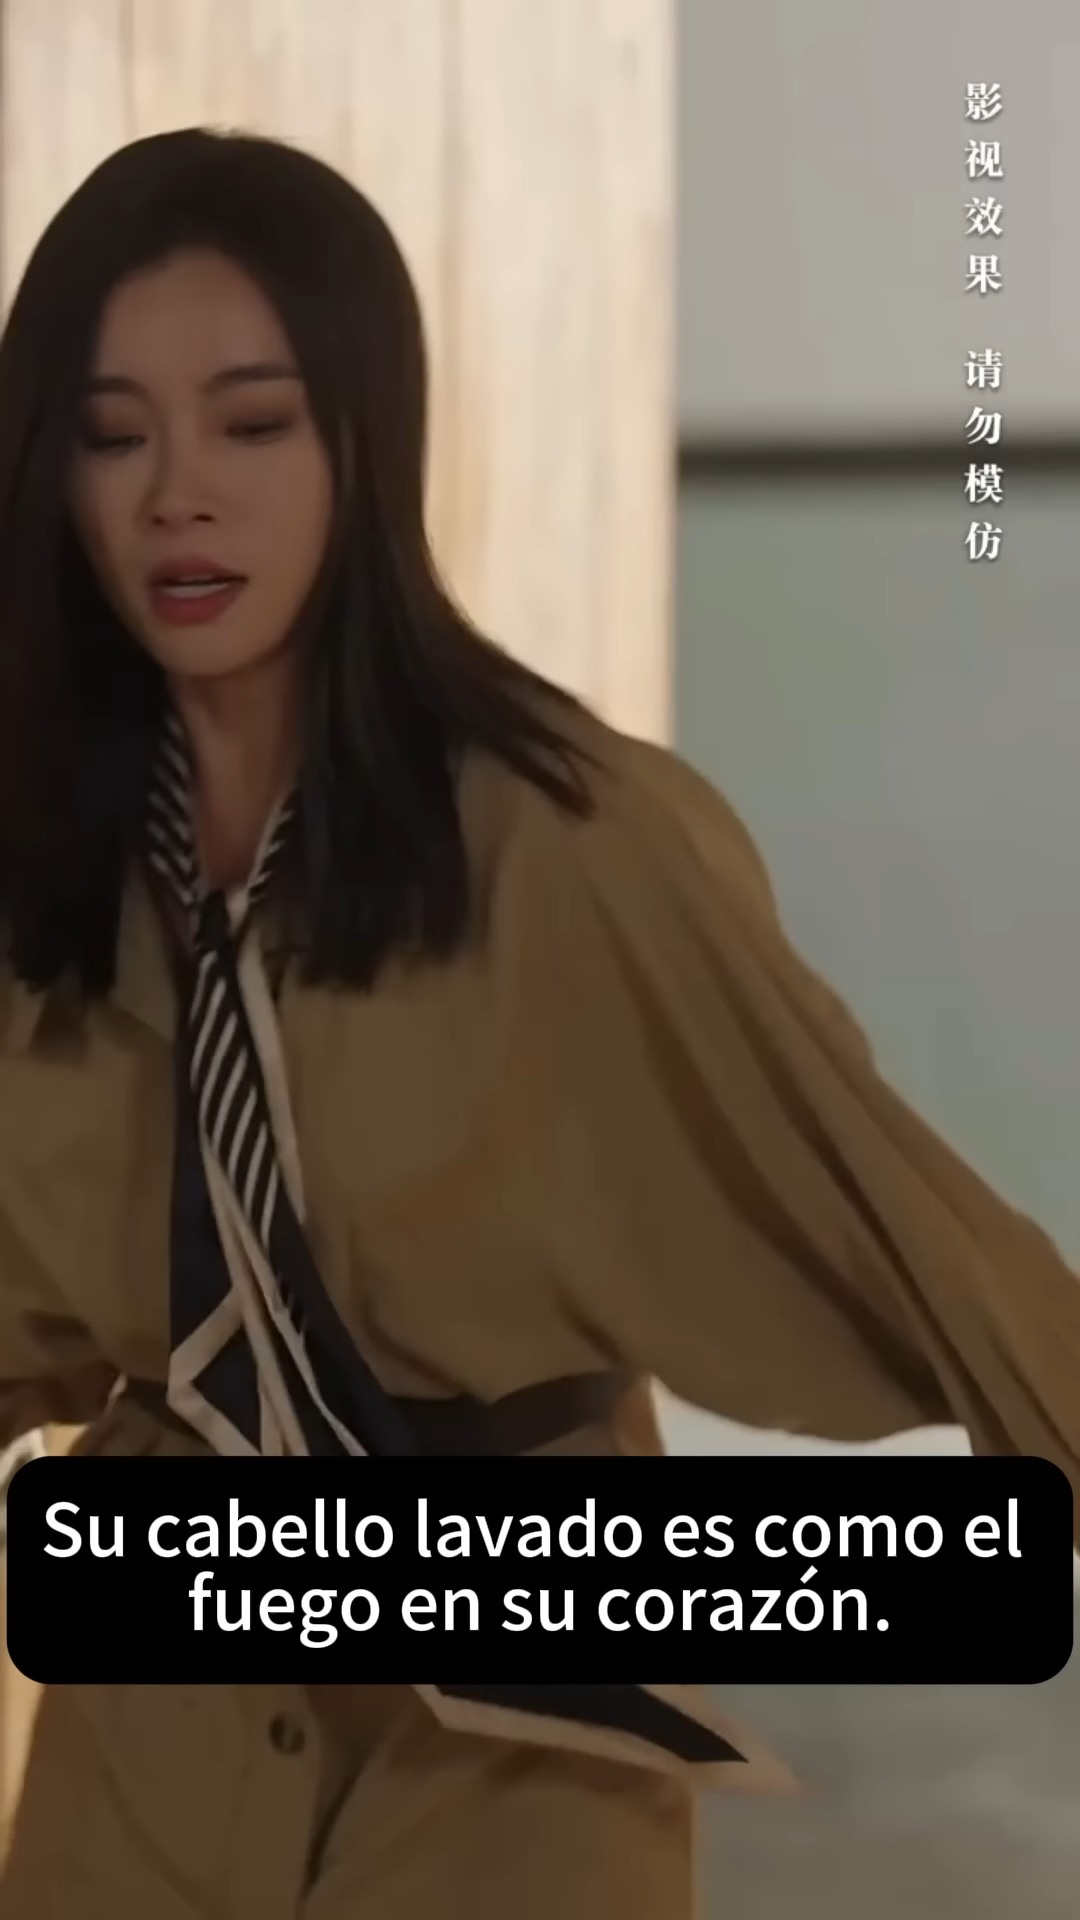 影视效果 请勿模仿
Su cabello lavado es como el
fuego en su corazón.